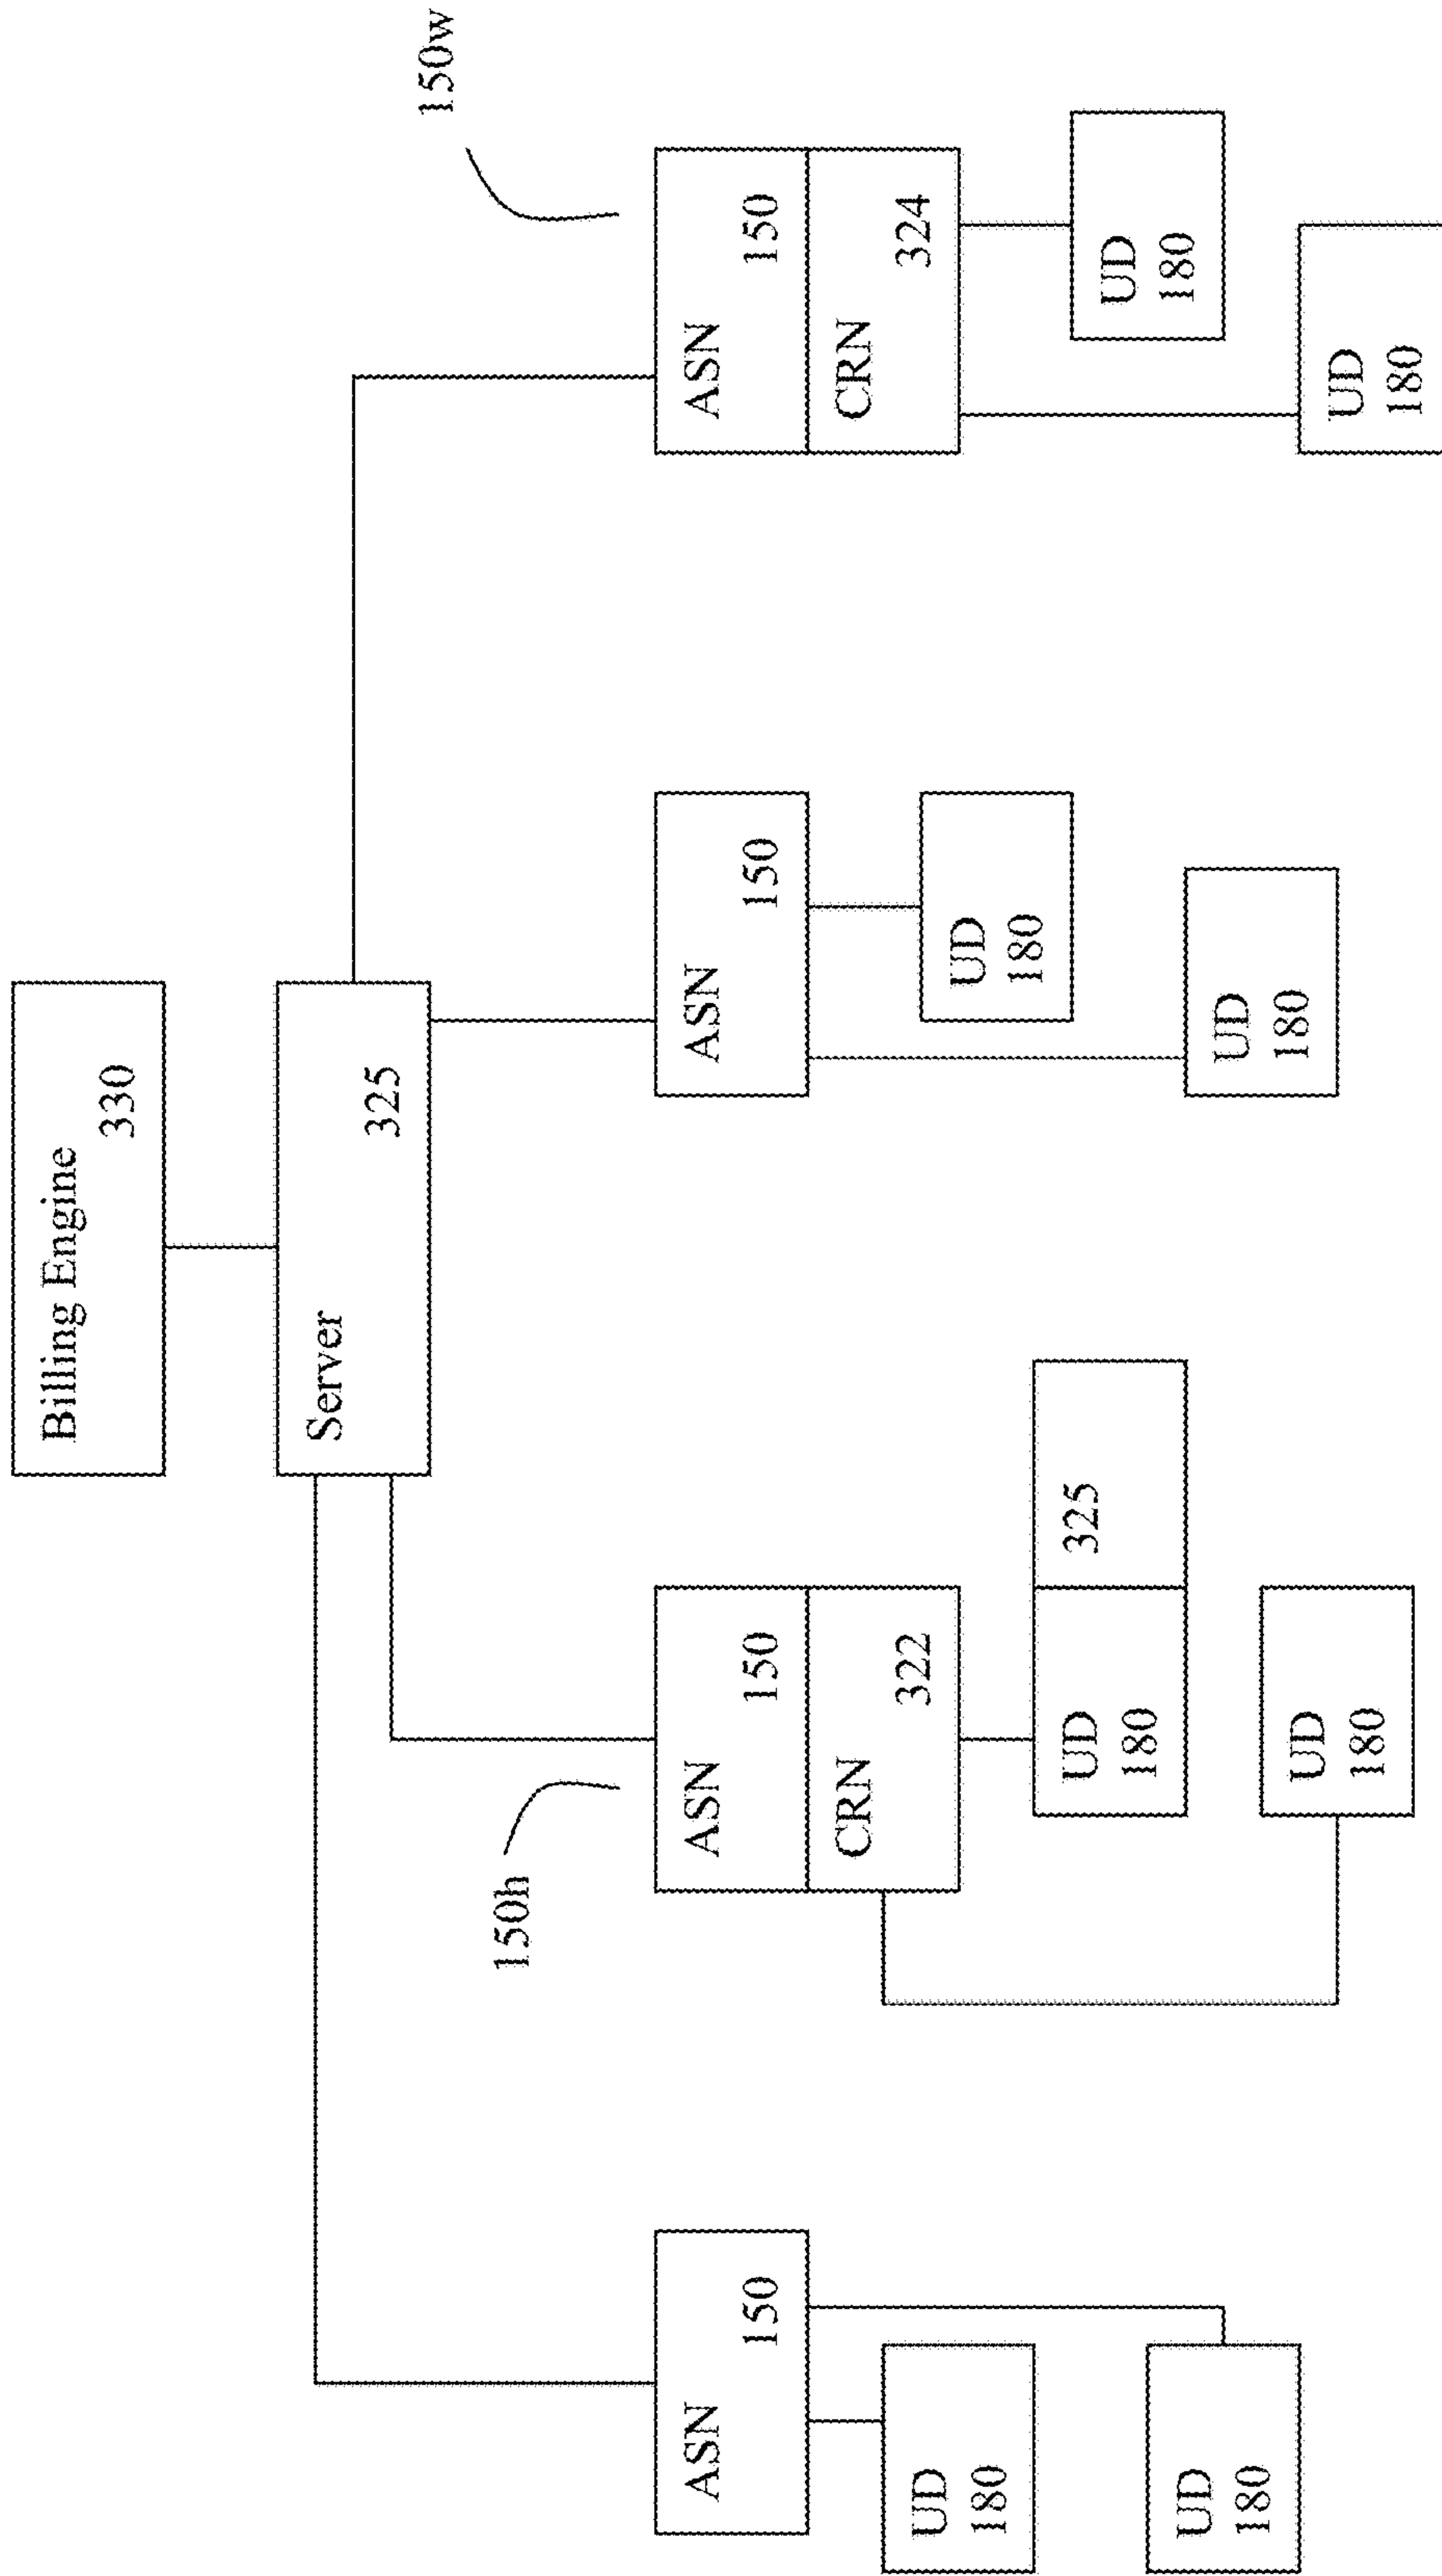 Billing Engine
330
Server
325
150h
150w
ASN
150
ASN
150
CRN
322
ASN
150
ASN
150
CRN
324
UD
180
UD
180
UD
180
325
UD
180
UD
180
UD
180
UD
180
UD
180